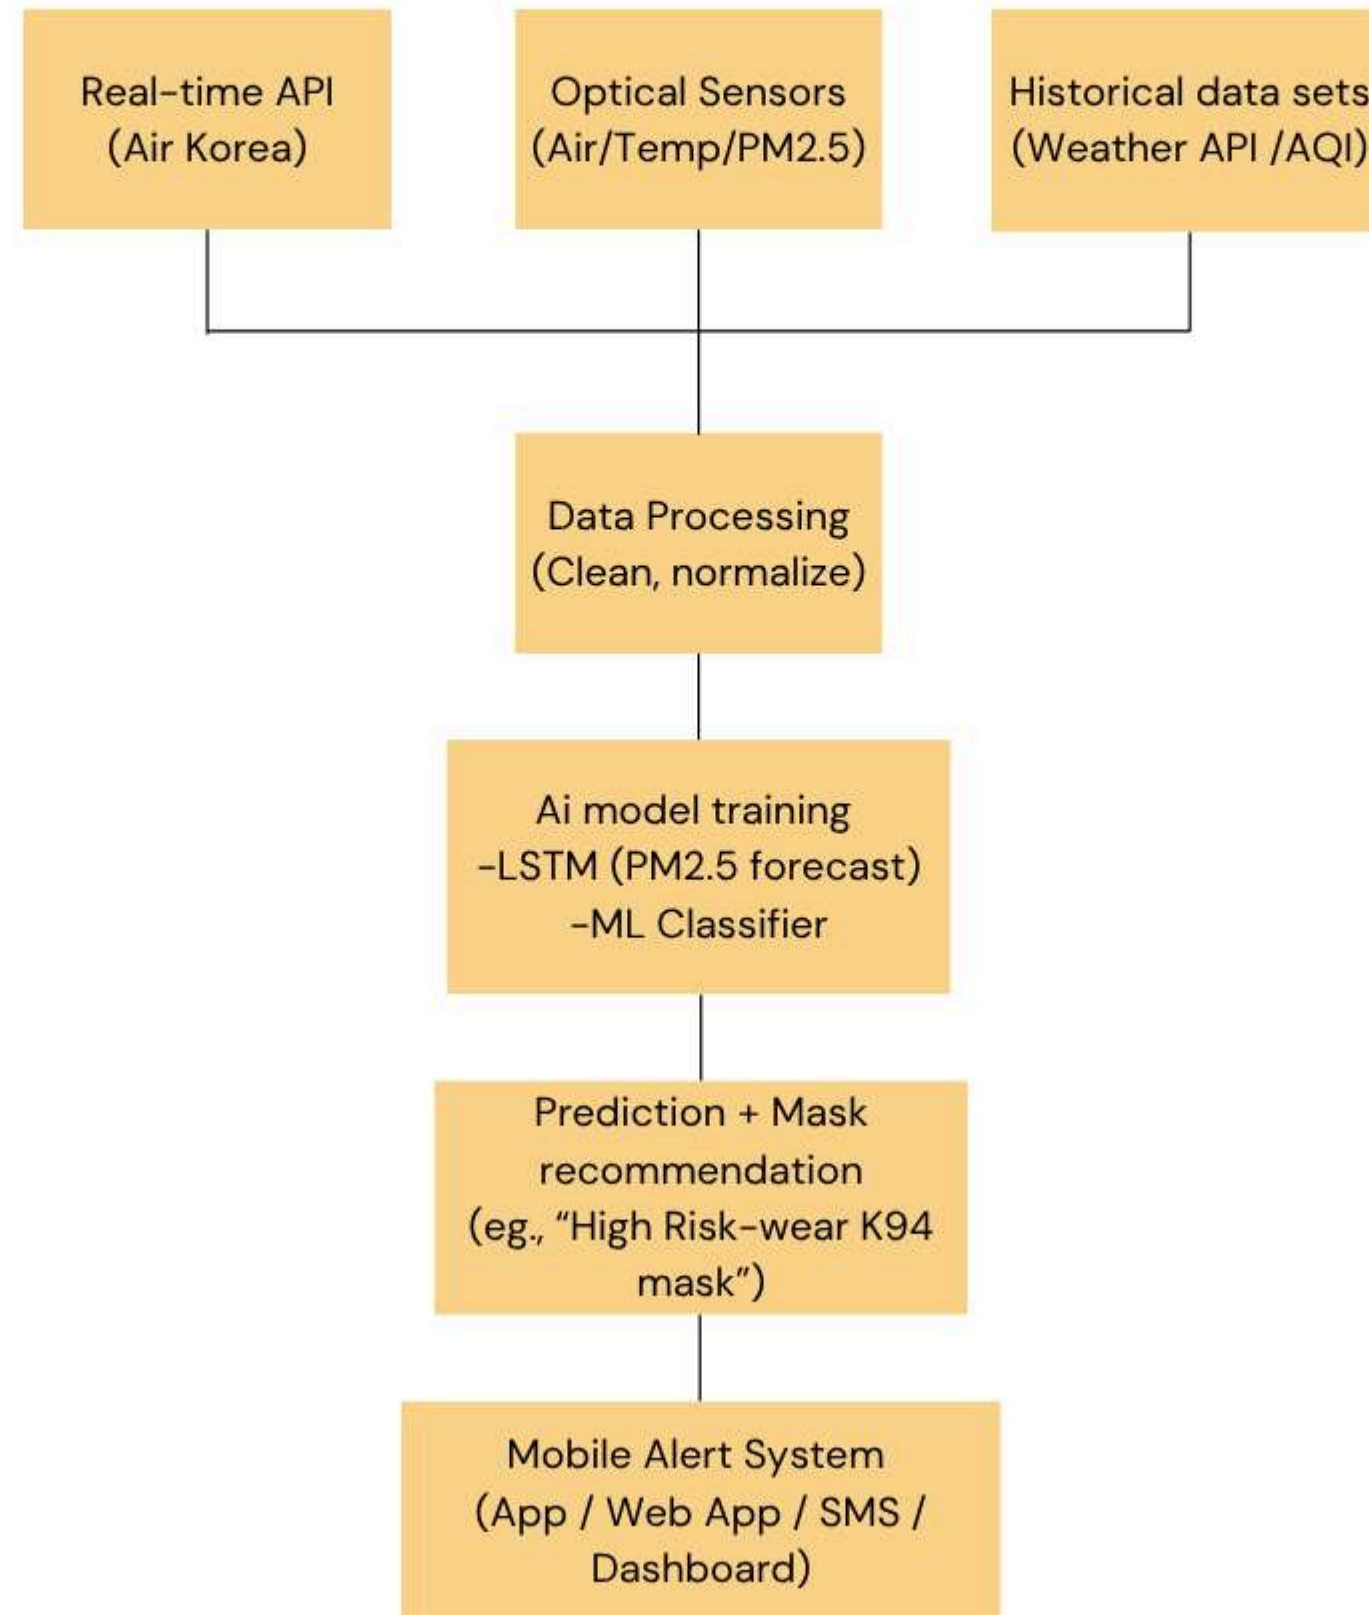 Real-time API
(Air Korea)
Optical Sensors
(Air/Temp/PM2.5)
Historical data sets
(Weather API /AQI)
Data Processing
(Clean, normalize)
Ai model training
-LSTM (PM2.5 forecast)
-ML Classifier
Prediction + Mask
recommendation
(eg., “High Risk-wear K94
mask”)
Mobile Alert System
(App / Web App / SMS /
Dashboard)